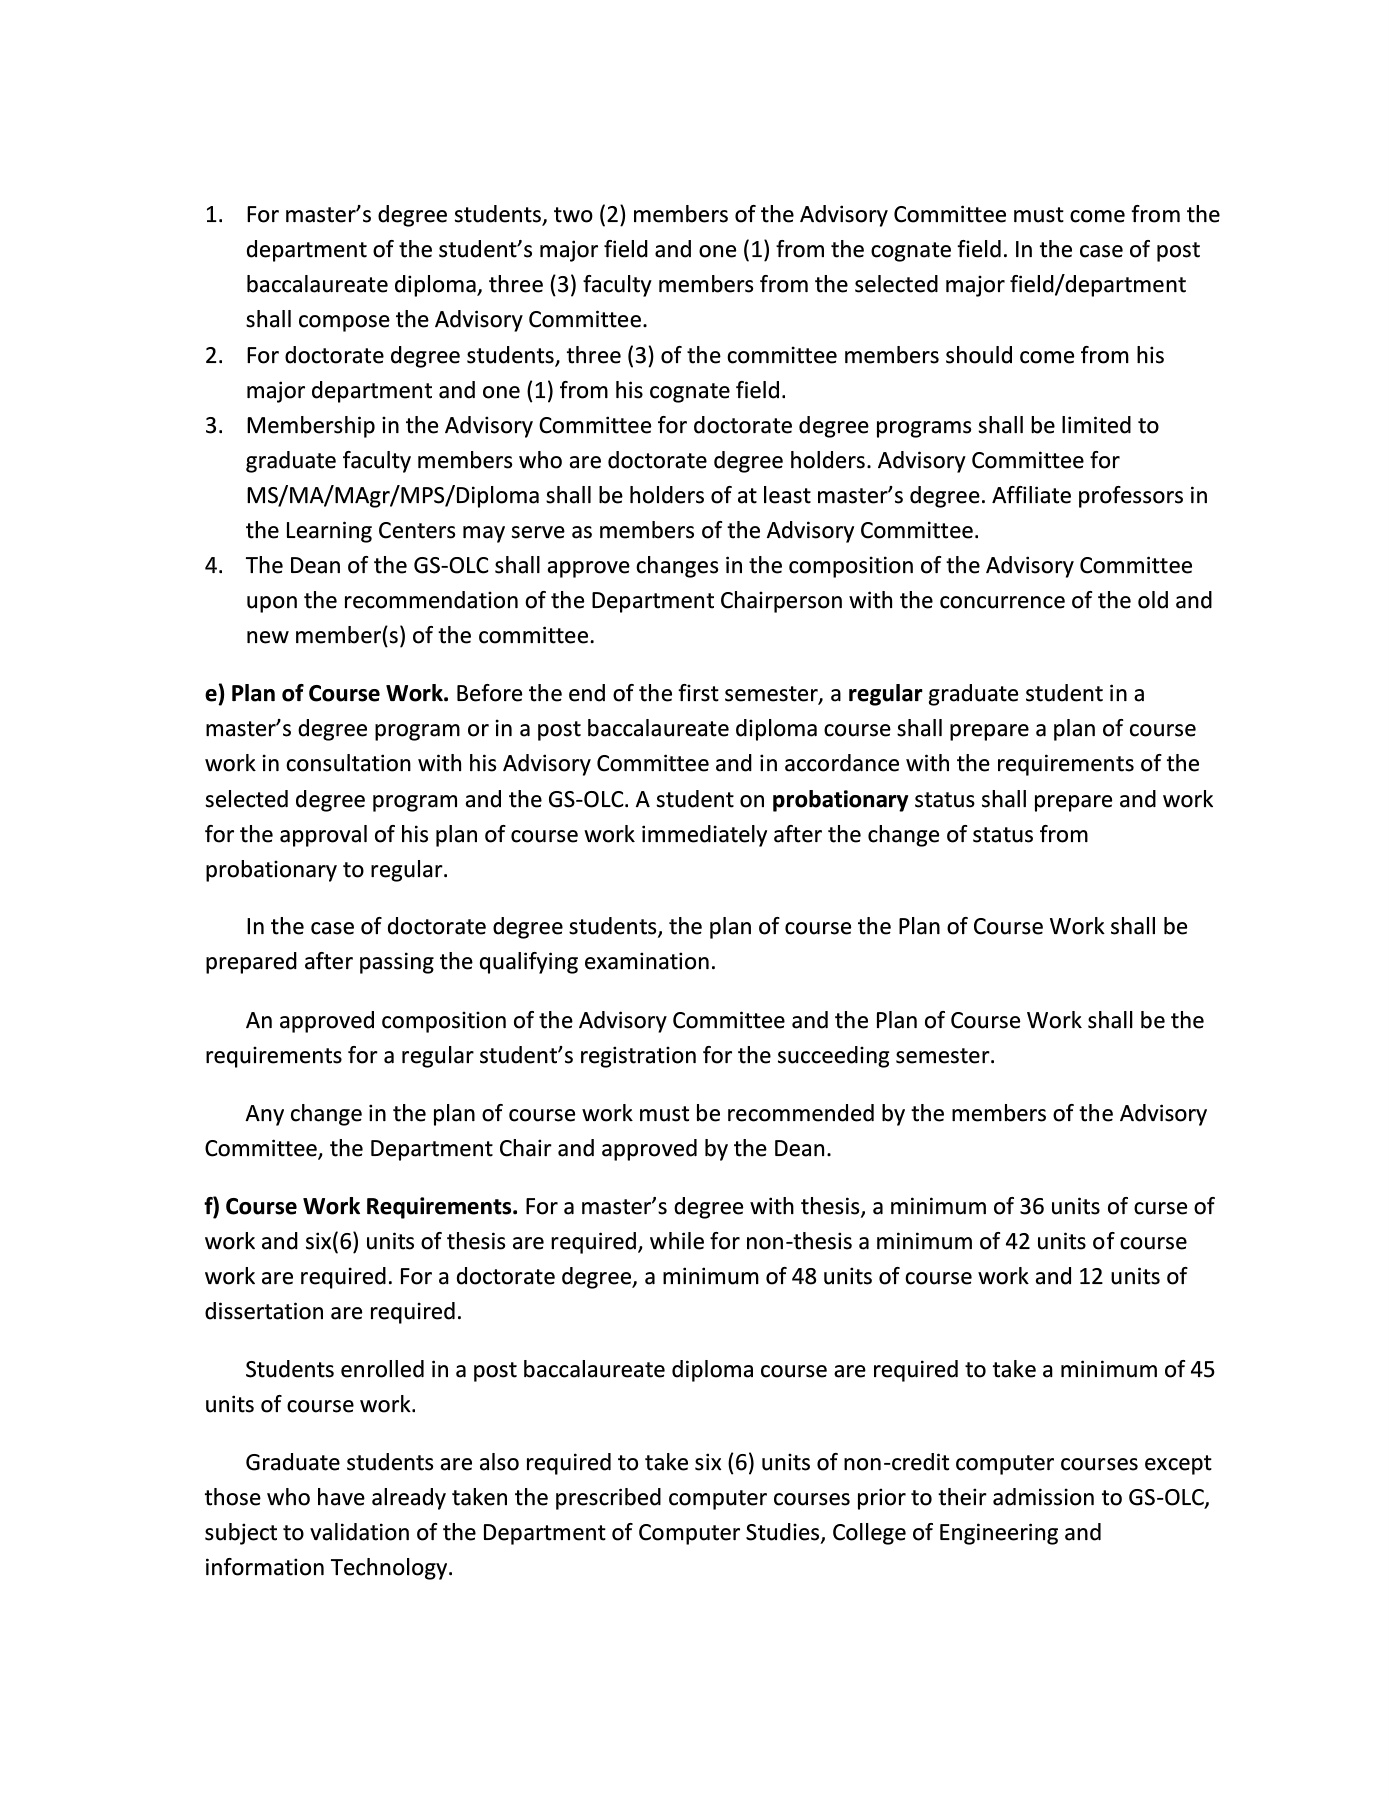 1. For master’s degree students, two (2) members of the Advisory Committee must come from the
department of the student’s major field and one (1) from the cognate field. In the case of post
baccalaureate diploma, three (3) faculty members from the selected major field/department
shall compose the Advisory Committee.
2. For doctorate degree students, three (3) of the committee members should come from his
major department and one (1) from his cognate field.
3. Membership in the Advisory Committee for doctorate degree programs shall be limited to
graduate faculty members who are doctorate degree holders. Advisory Committee for
MS/MA/MAgr/MPS/Diploma shall be holders of at least master’s degree. Affiliate professors in
the Learning Centers may serve as members of the Advisory Committee.
4. The Dean of the GS-OLC shall approve changes in the composition of the Advisory Committee
upon the recommendation of the Department Chairperson with the concurrence of the old and
new member(s) of the committee.
e) Plan of Course Work. Before the end of the first semester, a regular graduate student in a
master’s degree program or in a post baccalaureate diploma course shall prepare a plan of course
work in consultation with his Advisory Committee and in accordance with the requirements of the
selected degree program and the GS-OLC. A student on probationary status shall prepare and work
for the approval of his plan of course work immediately after the change of status from
probationary to regular.
In the case of doctorate degree students, the plan of course the Plan of Course Work shall be
prepared after passing the qualifying examination.
An approved composition of the Advisory Committee and the Plan of Course Work shall be the
requirements for a regular student’s registration for the succeeding semester.
Any change in the plan of course work must be recommended by the members of the Advisory
Committee, the Department Chair and approved by the Dean.
f) Course Work Requirements. For a master’s degree with thesis, a minimum of 36 units of curse of
work and six(6) units of thesis are required, while for non-thesis a minimum of 42 units of course
work are required. For a doctorate degree, a minimum of 48 units of course work and 12 units of
dissertation are required.
Students enrolled in a post baccalaureate diploma course are required to take a minimum of 45
units of course work.
Graduate students are also required to take six (6) units of non-credit computer courses except
those who have already taken the prescribed computer courses prior to their admission to GS-OLC,
subject to validation of the Department of Computer Studies, College of Engineering and
information Technology.